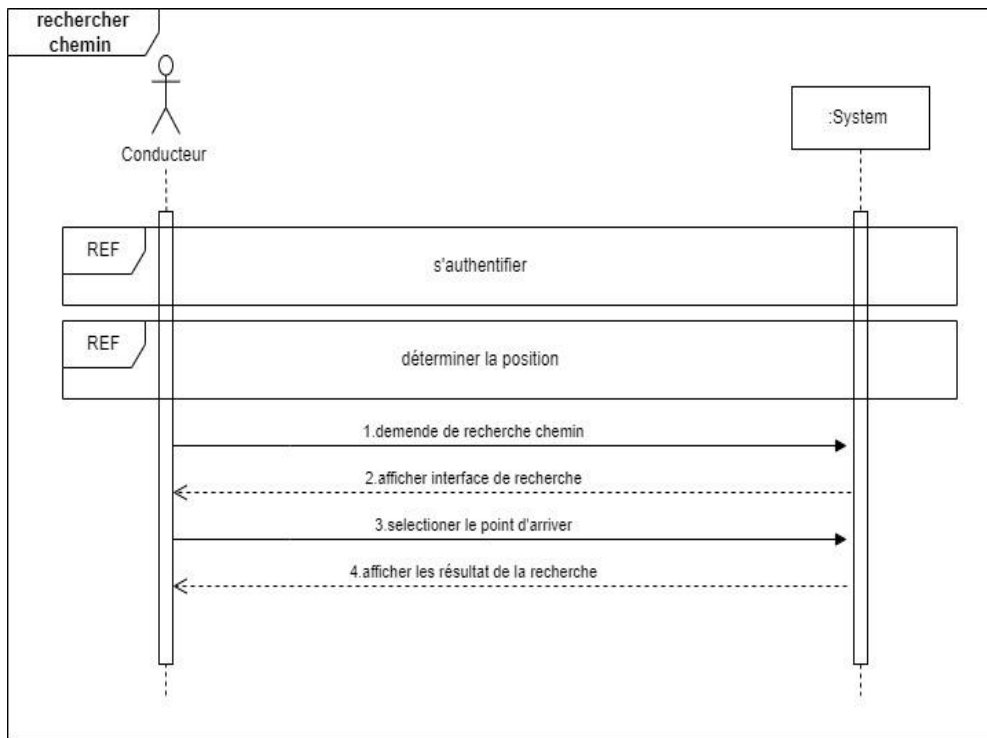 rechercher
chemin
:System
Conducteur
REF
s'authentifier
REF
déterminer la position
1.demende de recherche chemin
2.afficher interface de recherche
3.selectioner le point d'arriver
4.afficher les résultat de la recherche